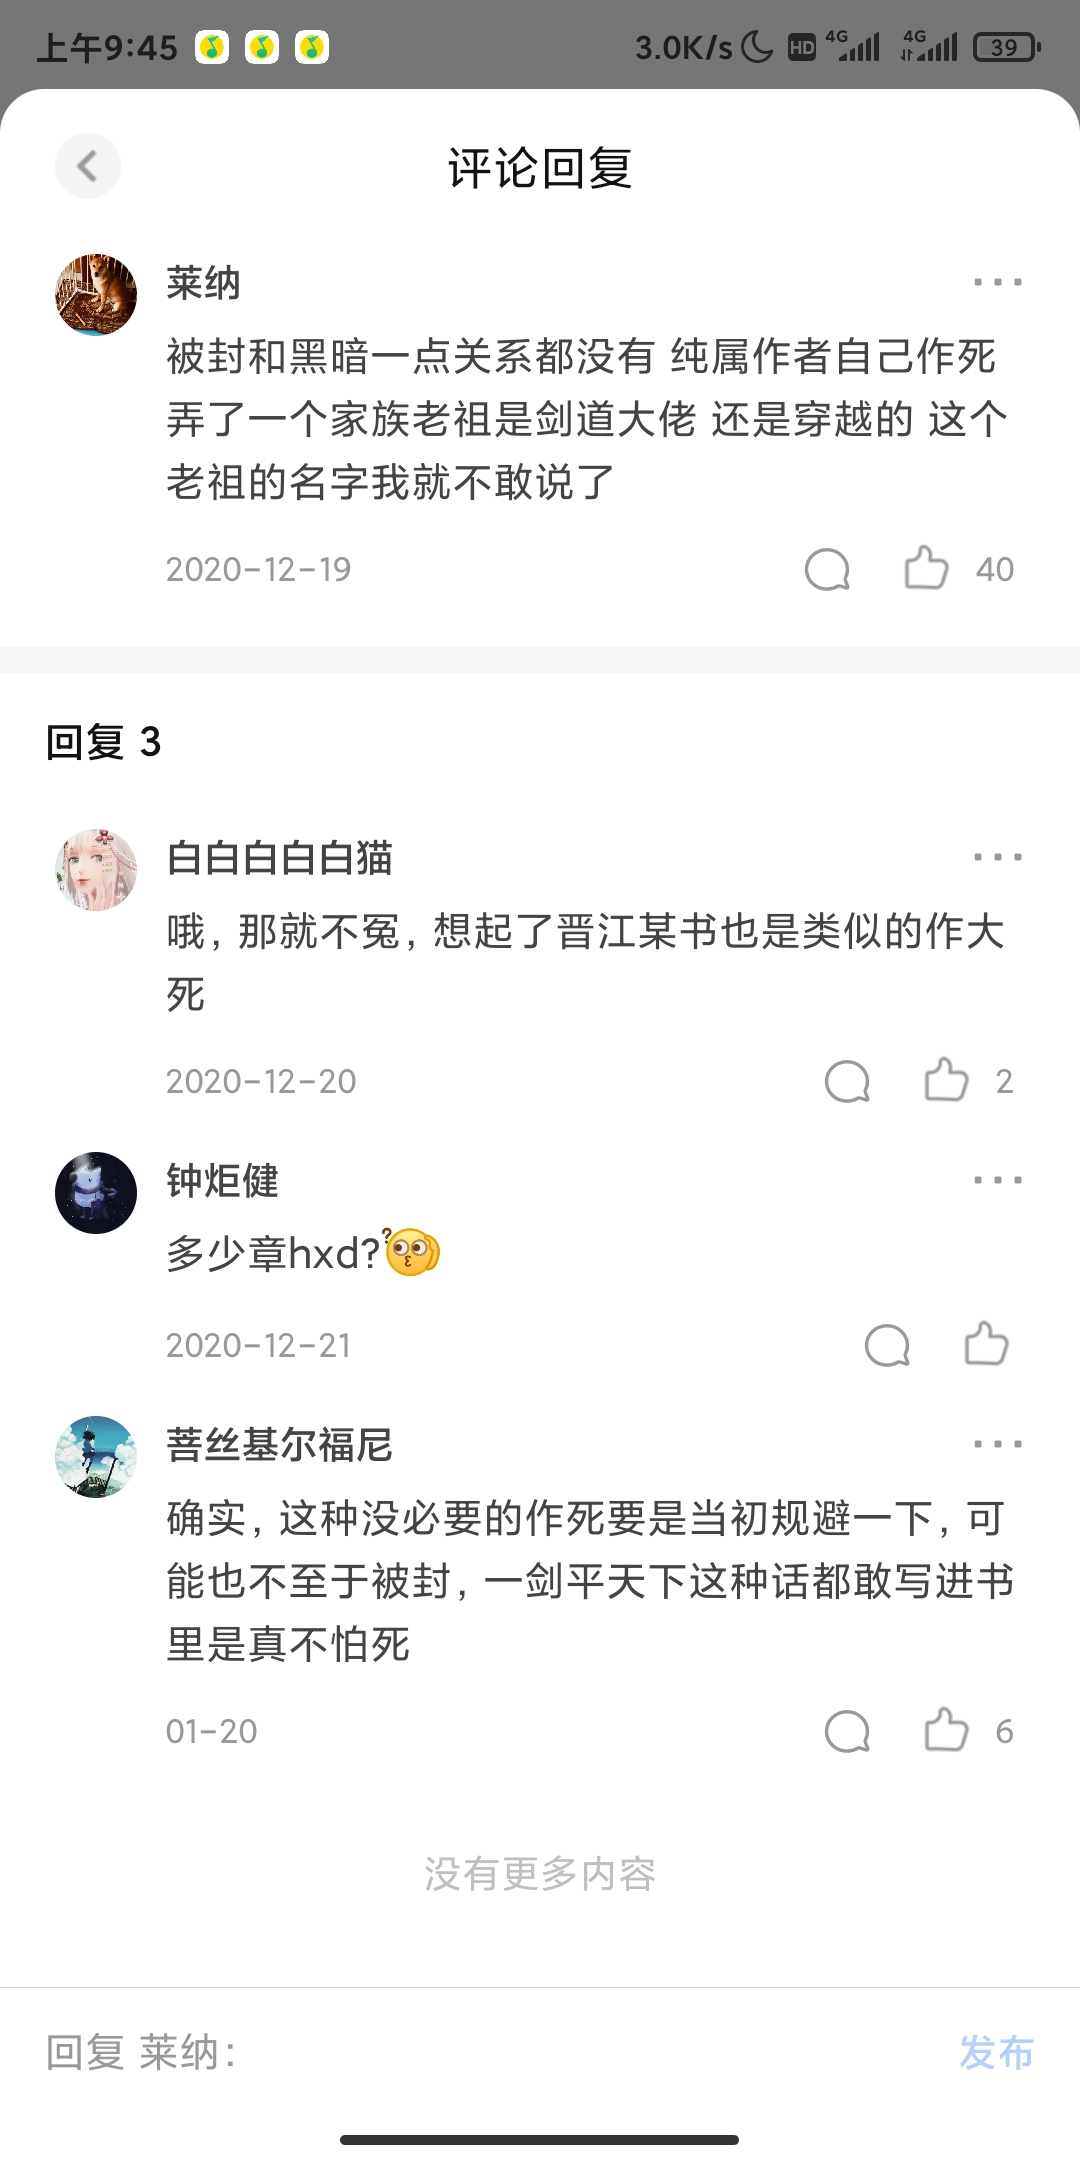 上午9:45
3.0K/s HD 4G 4G 39
评论回复
莱纳
被封和黑暗一点关系都没有 纯属作者自己作死
弄了一个家族老祖是剑道大佬 还是穿越的 这个
老祖的名字我就不敢说了
2020-12-19 40
回复 3
白白白白白猫
哦，那就不冤，想起了晋江某书也是类似的作大
死
2020-12-20 2
钟炬健
多少章hxd?
2020-12-21
菩丝基尔福尼
确实，这种没必要的作死要是当初规避一下，可
能也不至于被封，一剑平天下这种话都敢写进书
里是真不怕死
01-20 6
没有更多内容
回复 莱纳：
发布